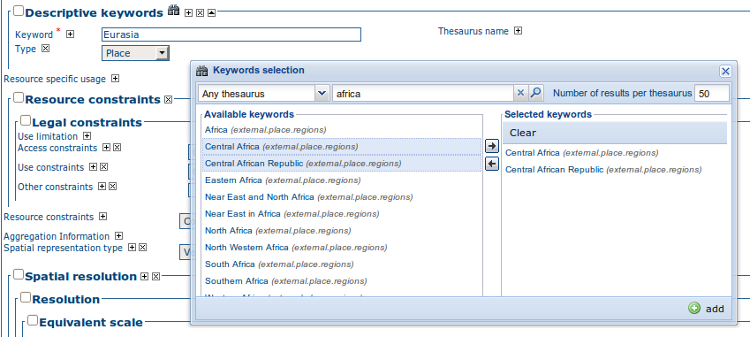 Descriptive keywords
Keyword * Eurasia
Thesaurus name
Type Place
Resource specific usage
Resource constraints
Legal constraints
Use limitation
Access constraints
Use constraints
Other constraints
Resource constraints
Aggregation Information
Spatial representation type
Spatial resolution
Resolution
Equivalent scale
Keywords selection
Any thesaurus africa Number of results per thesaurus 50
Available keywords
Africa (external.place.regions)
Central Africa (external.place.regions)
Central African Republic (external.place.regions)
Eastern Africa (external.place.regions)
Near East and North Africa (external.place.regions)
Near East in Africa (external.place.regions)
North Africa (external.place.regions)
North Western Africa (external.place.regions)
South Africa (external.place.regions)
Southern Africa (external.place.regions)
Selected keywords
Clear
Central Africa (external.place.regions)
Central African Republic (external.place.regions)
add